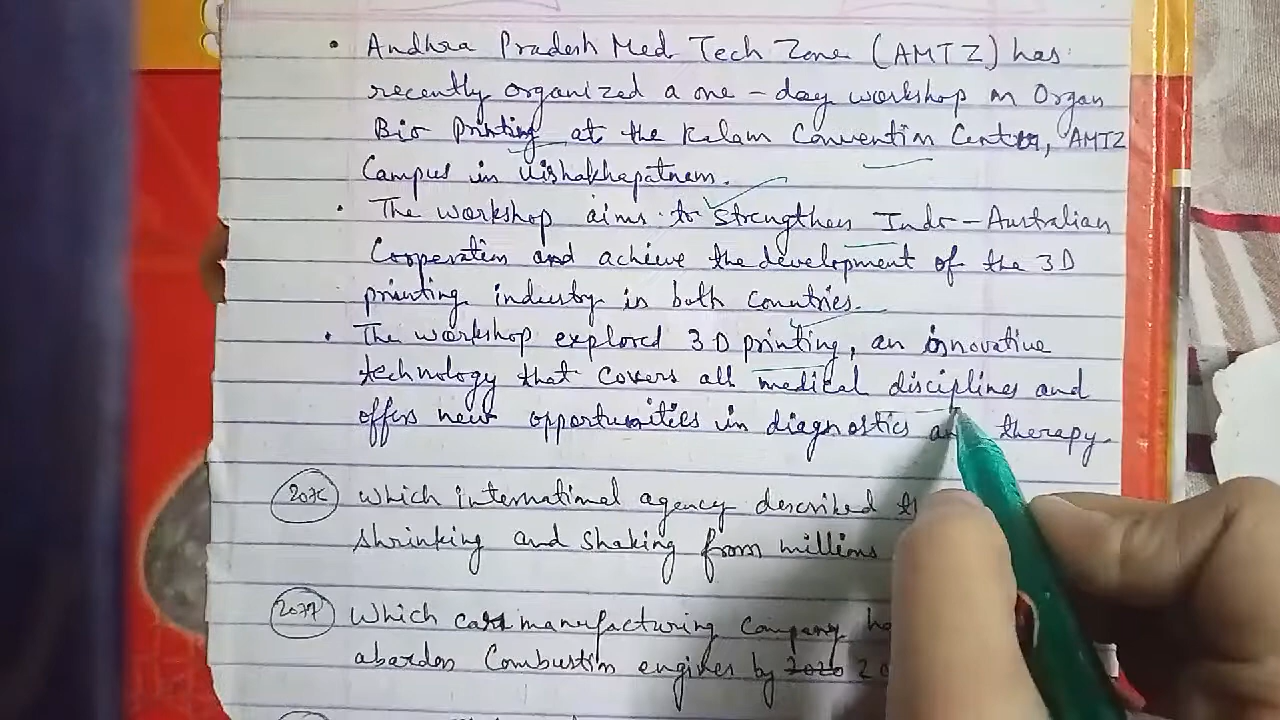 • Andhra Pradesh Med Tech Zone (AMTZ) has
recently organized a one-day workshop on Organ
Bio Printing at the Kalam Convention Center, AMTZ
Campus in Vishakhapatnam.
• The workshop aims to strengthen Indo-Australian
Cooperation and achieve the development of the 3D
printing industry in both countries.
• The workshop explored 3D printing, an innovative
technology that covers all medical disciplines and
offers new opportunities in diagnostics and therapy.
2076 Which international agency described
shrinking and shaking from millions
2077 Which car manufacturing company
abandon Combustion engines by 2020